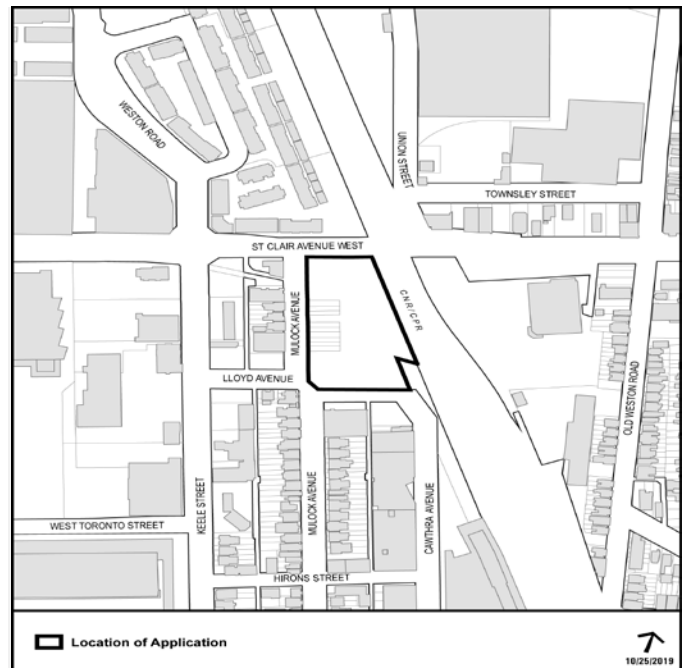 WESTON ROAD
UNION STREET
TOWNSLEY STREET
ST CLAIR AVENUE WEST
CNR/CPR
MULOCK AVENUE
LLOYD AVENUE
OLD WESTON ROAD
KEELE STREET
MULOCK AVENUE
CAWTHRA AVENUE
WEST TORONTO STREET
HIRONS STREET
Location of Application
10/25/2019